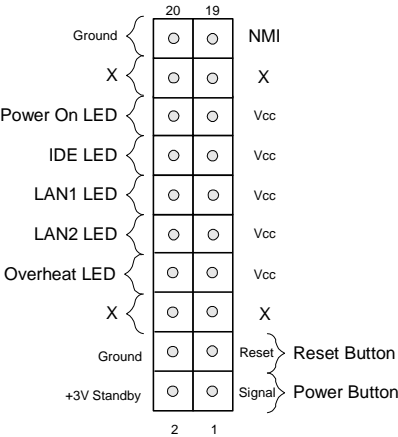 20 19
Ground NMI
X X
Power On LED Vcc
IDE LED Vcc
LAN1 LED Vcc
LAN2 LED Vcc
Overheat LED Vcc
X X
Ground Reset Reset Button
+3V Standby Signal Power Button
2 1